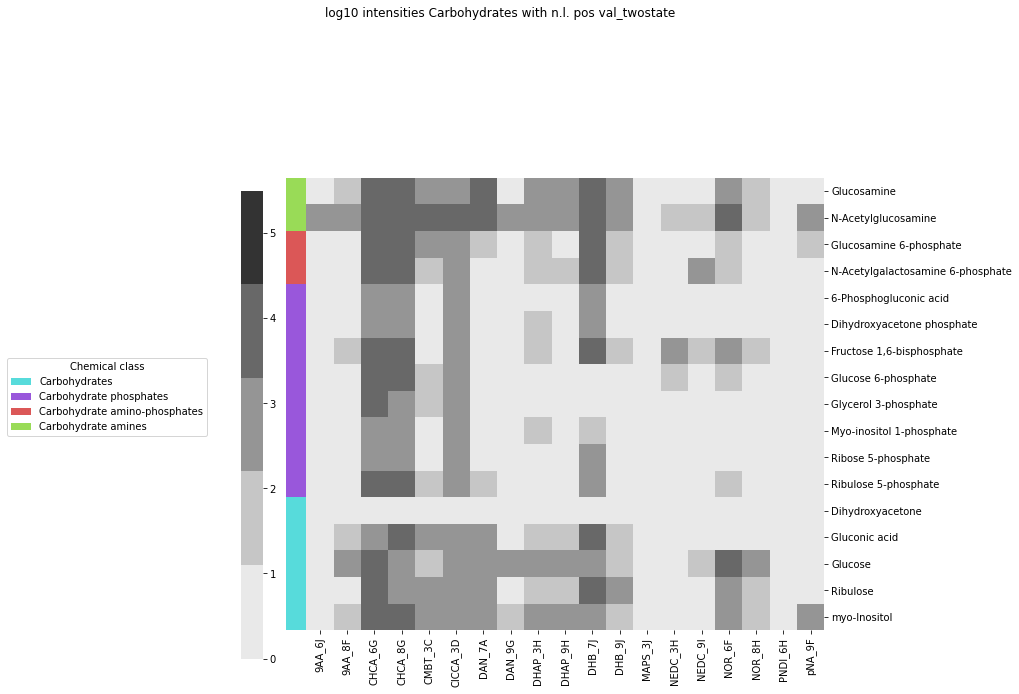 log10 intensities Carbohydrates with n.l. pos val_twostate
5
4
3
2
1
0
Chemical class
Carbohydrates
Carbohydrate phosphates
Carbohydrate amino-phosphates
Carbohydrate amines
Glucosamine
N-Acetylglucosamine
Glucosamine 6-phosphate
N-Acetylgalactosamine 6-phosphate
6-Phosphogluconic acid
Dihydroxyacetone phosphate
Fructose 1,6-bisphosphate
Glucose 6-phosphate
Glycerol 3-phosphate
Myo-inositol 1-phosphate
Ribose 5-phosphate
Ribulose 5-phosphate
Dihydroxyacetone
Gluconic acid
Glucose
Ribulose
myo-Inositol
9AA_6J
9AA_8F
CHCA_6G
CHCA_8G
CMBT_3C
ClCCA_3D
DAN_7A
DAN_9G
DHAP_3H
DHAP_9H
DHB_7J
DHB_9J
MAPS_3J
NEDC_3H
NEDC_9I
NOR_6F
NOR_8H
PNDI_6H
pNA_9F